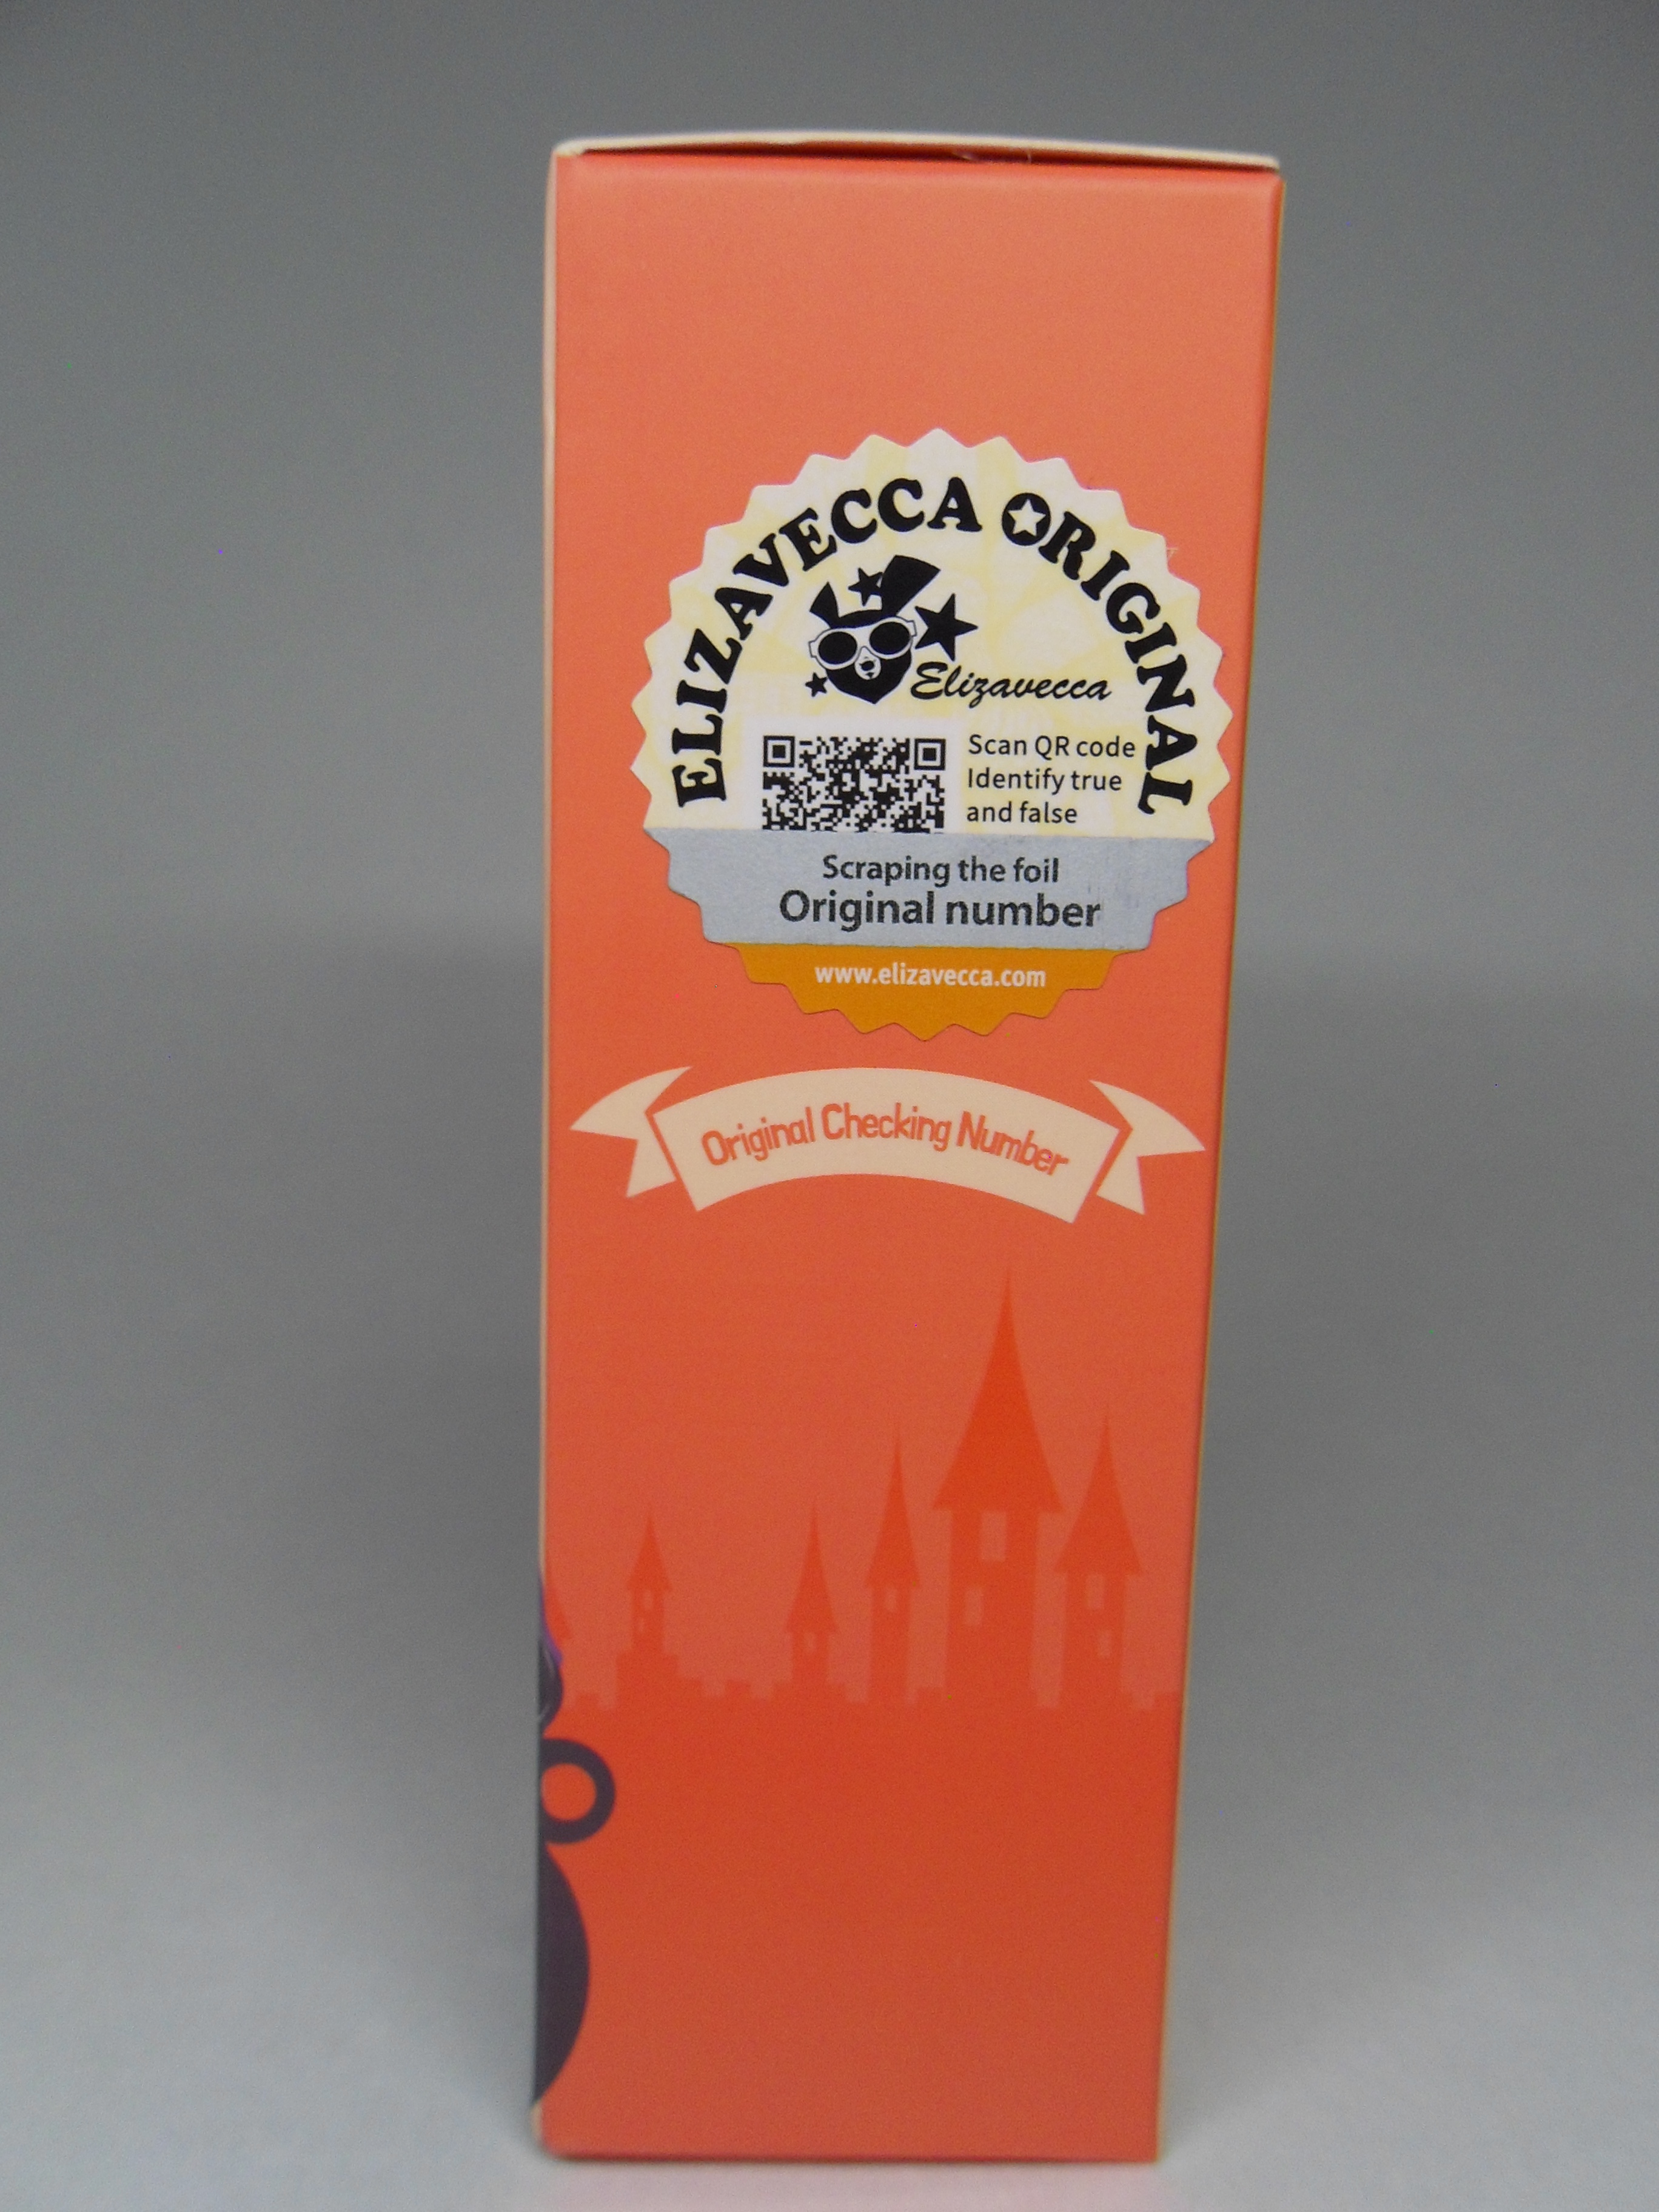 ELIZAVECCA ORIGINAL
Elizavecca
Scan QR code
Identify true
and false
Scraping the foil
Original number
www.elizavecca.com
Original Checking Number